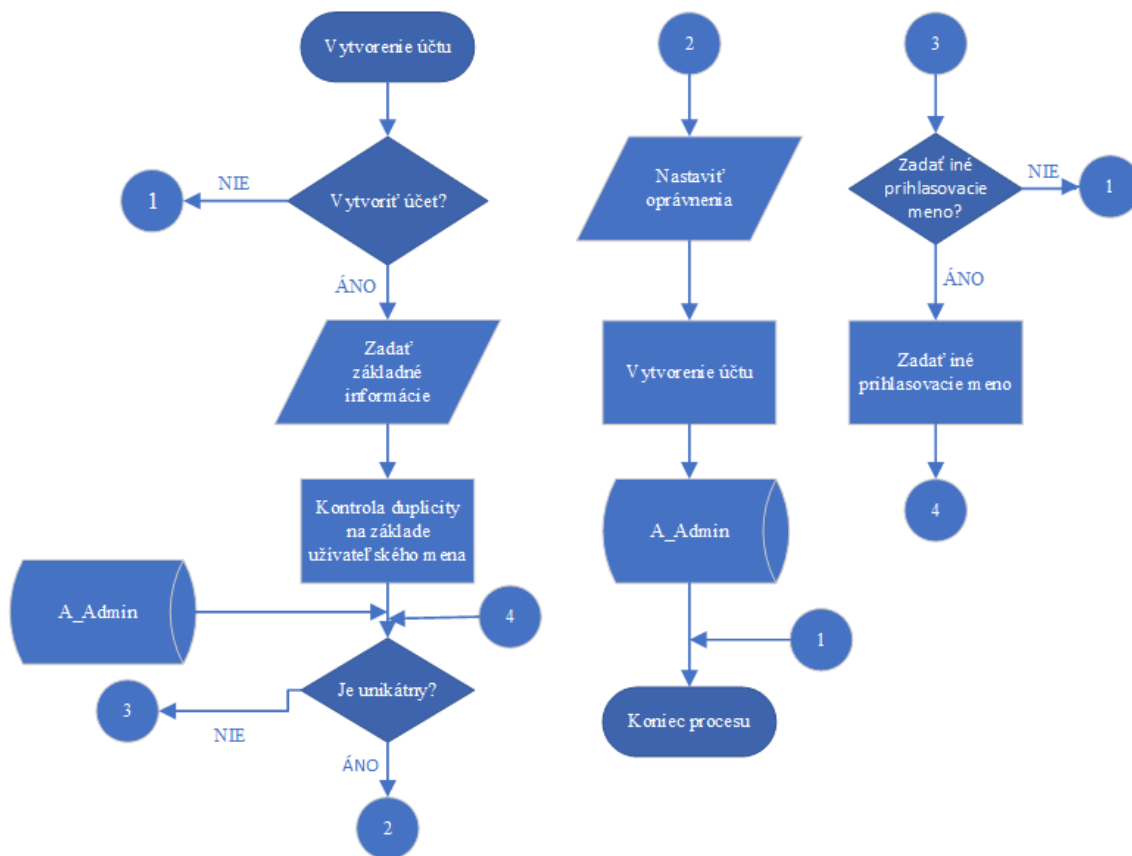 Vytvorenie účtu
Vytvoriť účet?
NIE
1
ÁNO
Zadať
základné
informácie
Kontrola duplicity
na základe
užívateľského mena
A_Admin
4
Je unikátny?
NIE
3
ÁNO
2
2
Nastaviť
oprávnenia
Vytvorenie účtu
A_Admin
1
Koniec procesu
3
Zadať iné
prihlasovacie
meno?
NIE
1
ÁNO
Zadať iné
prihlasovacie meno
4